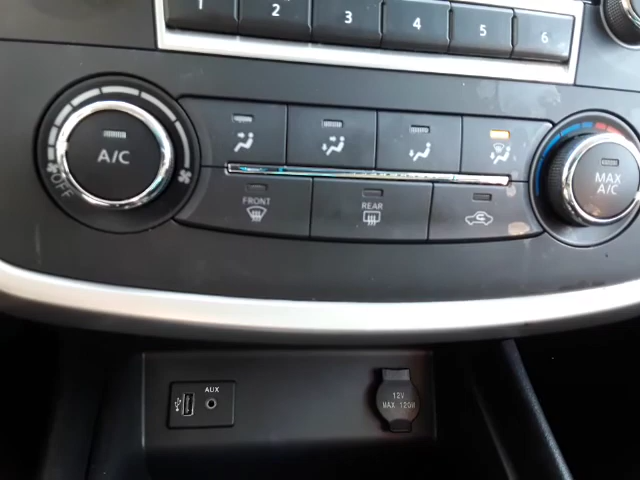 1 2 3 4 5 6
A/C
OFF
MAX
A/C
FRONT
REAR
AUX
12V
MAX 120W